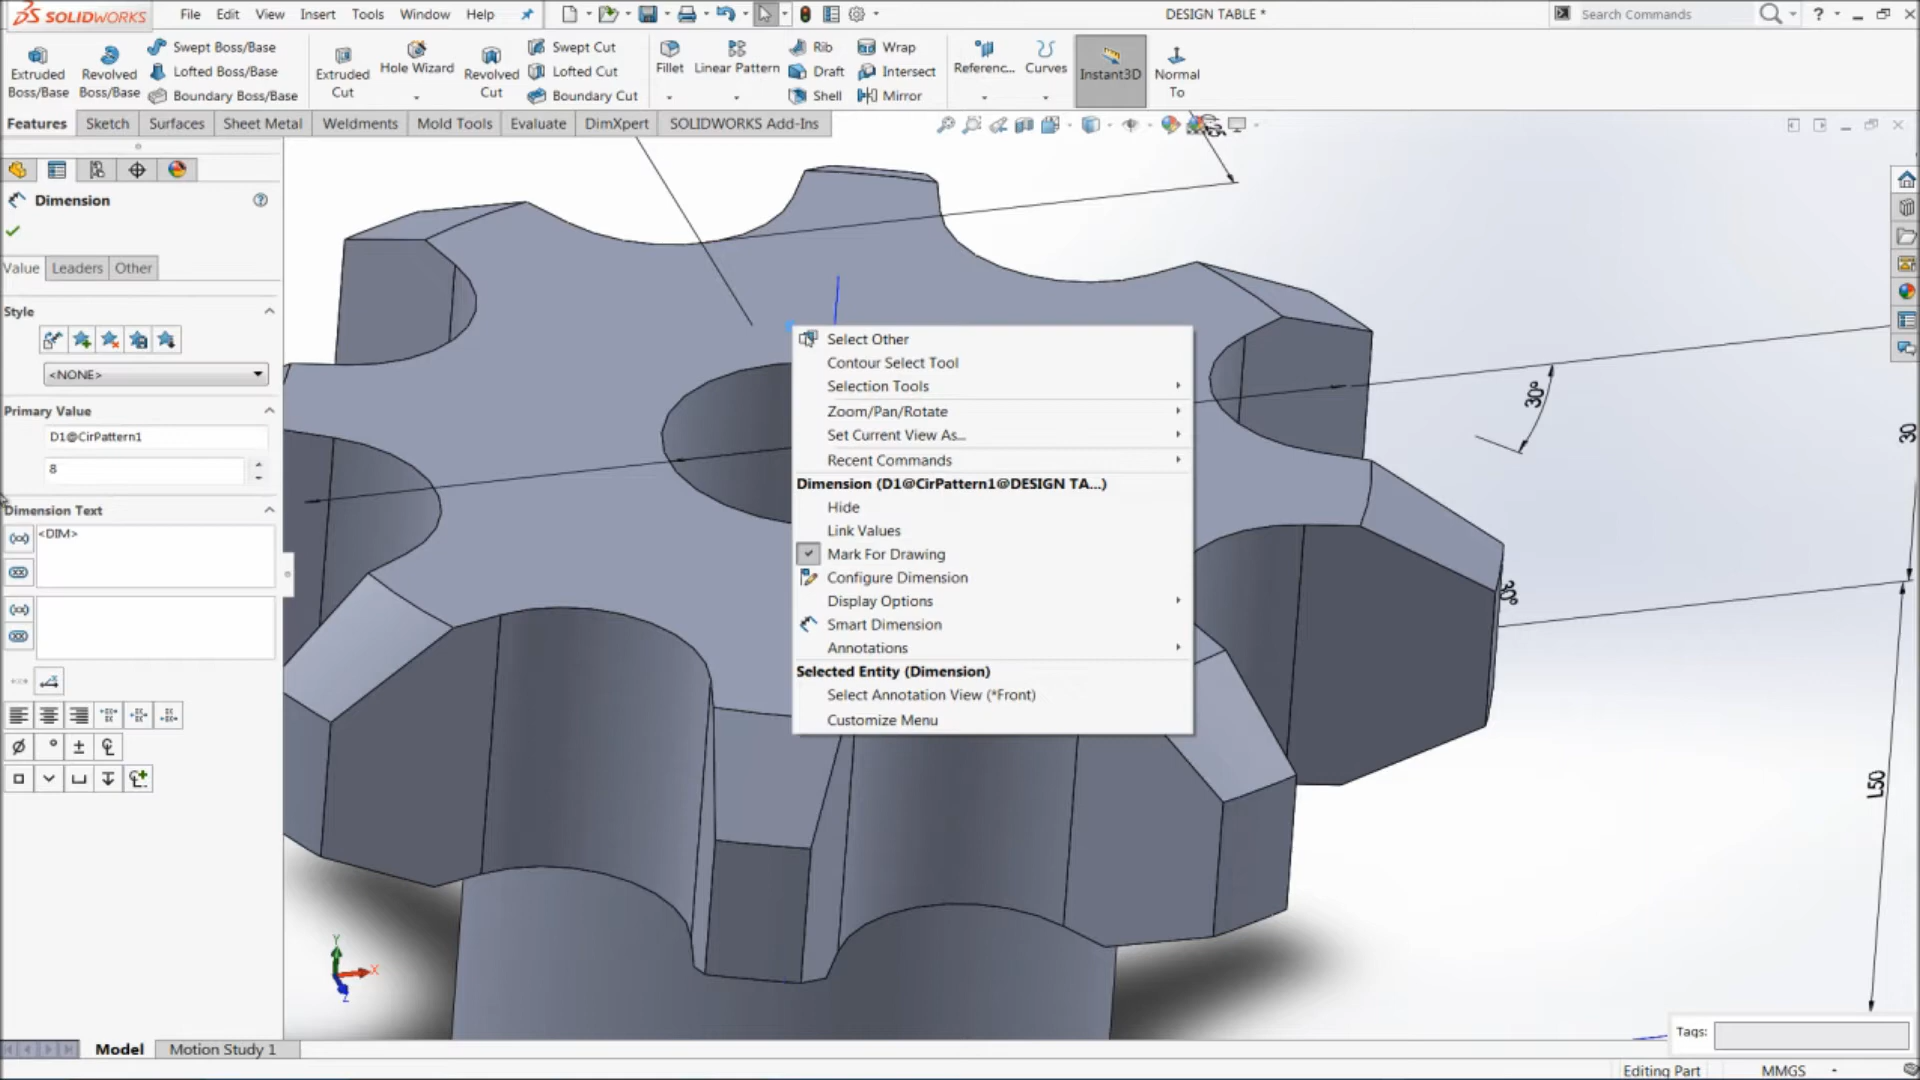 SOLIDWORKS
File Edit View Insert Tools Window Help
DESIGN TABLE *
Search Commands
?
Extruded Boss/Base
Revolved Boss/Base
Swept Boss/Base
Lofted Boss/Base
Boundary Boss/Base
Extruded Cut
Hole Wizard
Revolved Cut
Swept Cut
Lofted Cut
Boundary Cut
Fillet
Linear Pattern
Rib
Draft
Shell
Wrap
Intersect
Mirror
Referenc...
Curves
Instant3D
Normal To
Features Sketch Surfaces Sheet Metal Weldments Mold Tools Evaluate DimXpert SOLIDWORKS Add-Ins
Dimension
?
Value Leaders Other
Style
<NONE>
Primary Value
D1@CirPattern1
8
Dimension Text
<DIM>
Select Other
Contour Select Tool
Selection Tools
Zoom/Pan/Rotate
Set Current View As...
Recent Commands
Dimension (D1@CirPattern1@DESIGN TA...)
Hide
Link Values
Mark For Drawing
Configure Dimension
Display Options
Smart Dimension
Annotations
Selected Entity (Dimension)
Select Annotation View (*Front)
Customize Menu
30°
30
30°
L50
Y
X
Z
Tags:
Model Motion Study 1
Editing Part MMGS